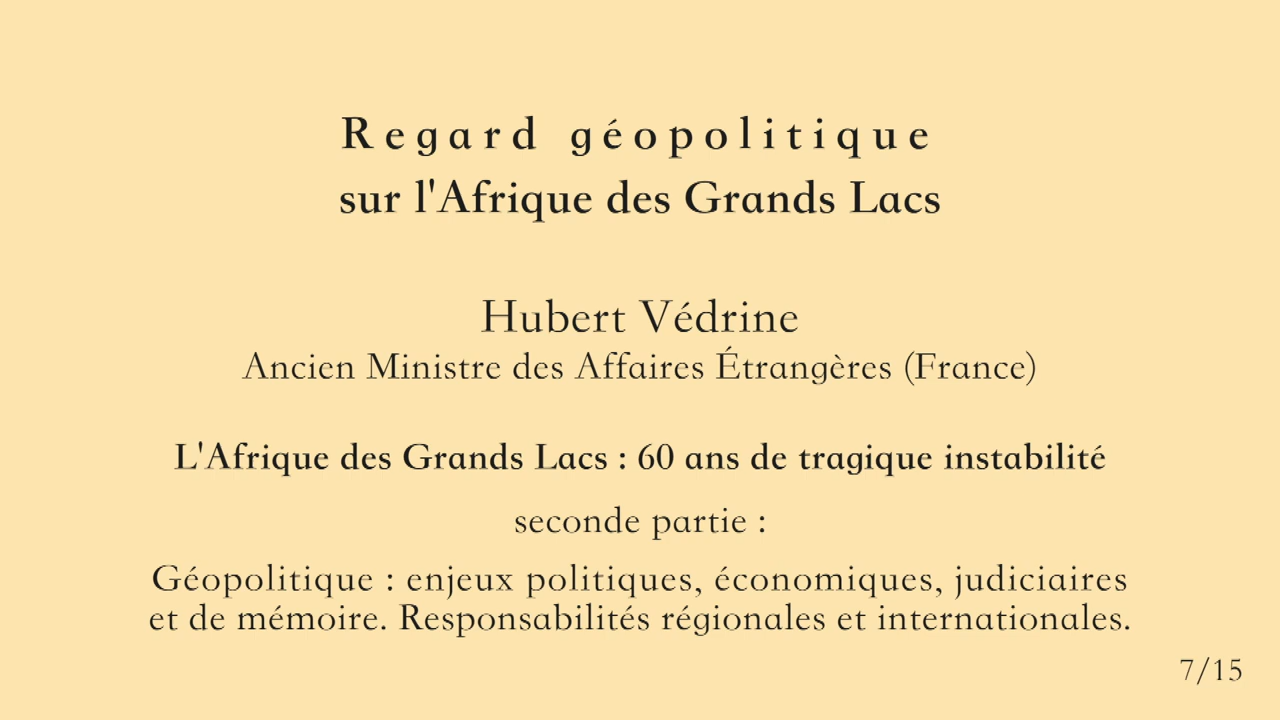 Regard géopolitique
sur l'Afrique des Grands Lacs
Hubert Védrine
Ancien Ministre des Affaires Étrangères (France)
L'Afrique des Grands Lacs : 60 ans de tragique instabilité
seconde partie :
Géopolitique : enjeux politiques, économiques, judiciaires
et de mémoire. Responsabilités régionales et internationales.
7/15